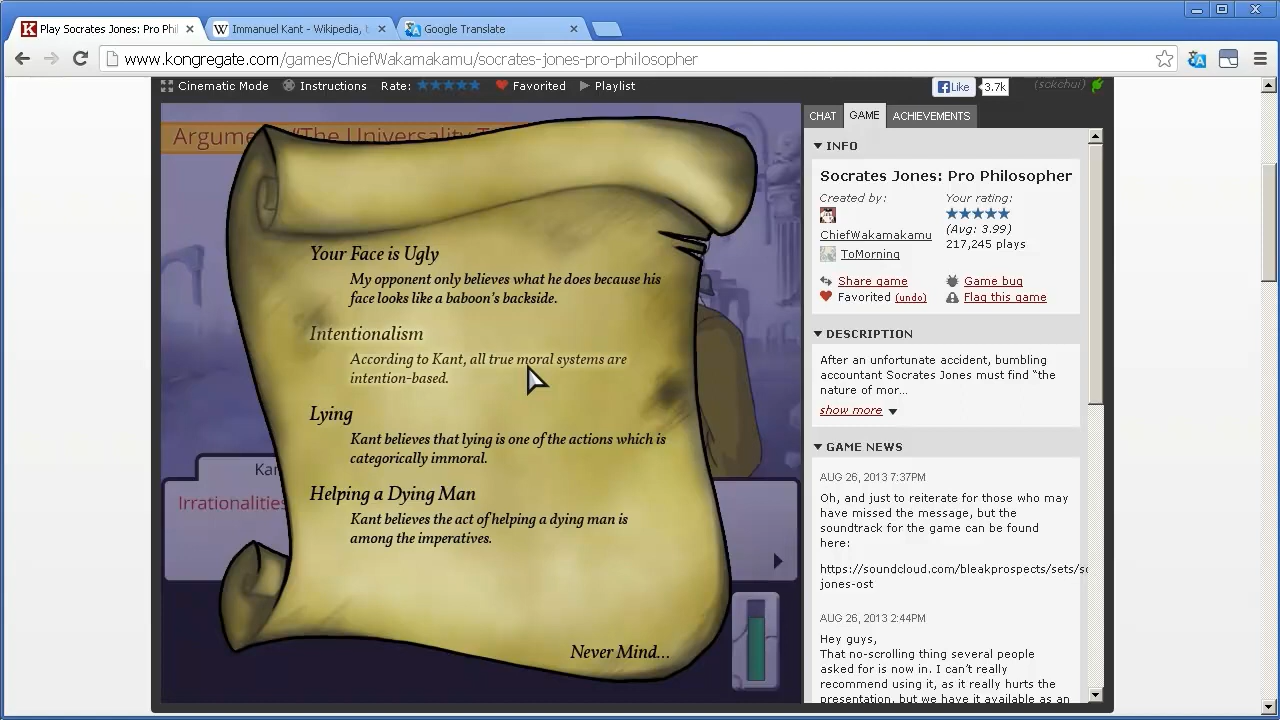 Play Socrates Jones: Pro Phil
Immanuel Kant - Wikipedia, t
Google Translate
www.kongregate.com/games/ChiefWakamakamu/socrates-jones-pro-philosopher
Cinematic Mode
Instructions
Rate:
Favorited
Playlist
Like
3.7k
(sckchui)
Argume
(The Universality T
Your Face is Ugly
My opponent only believes what he does because his
face looks like a baboon's backside.
Intentionalism
According to Kant, all true moral systems are
intention-based.
Lying
Kant believes that lying is one of the actions which is
categorically immoral.
Helping a Dying Man
Kant believes the act of helping a dying man is
among the imperatives.
Never Mind...
Kar
Irrationalities
CHAT
GAME
ACHIEVEMENTS
INFO
Socrates Jones: Pro Philosopher
Created by:
ChiefWakamakamu
ToMorning
Your rating:
(Avg: 3.99)
217,245 plays
Share game
Game bug
Favorited (undo)
Flag this game
DESCRIPTION
After an unfortunate accident, bumbling
accountant Socrates Jones must find "the
nature of mor...
show more
GAME NEWS
AUG 26, 2013 7:37PM
Oh, and just to reiterate for those who may
have missed the message, but the
soundtrack for the game can be found
here:
https://soundcloud.com/bleakprospects/sets/so
jones-ost
AUG 26, 2013 2:44PM
Hey guys,
That no-scrolling thing several people
asked for is now in. I can't really
recommend using it, as it really hurts the
presentation, but we have it available as an